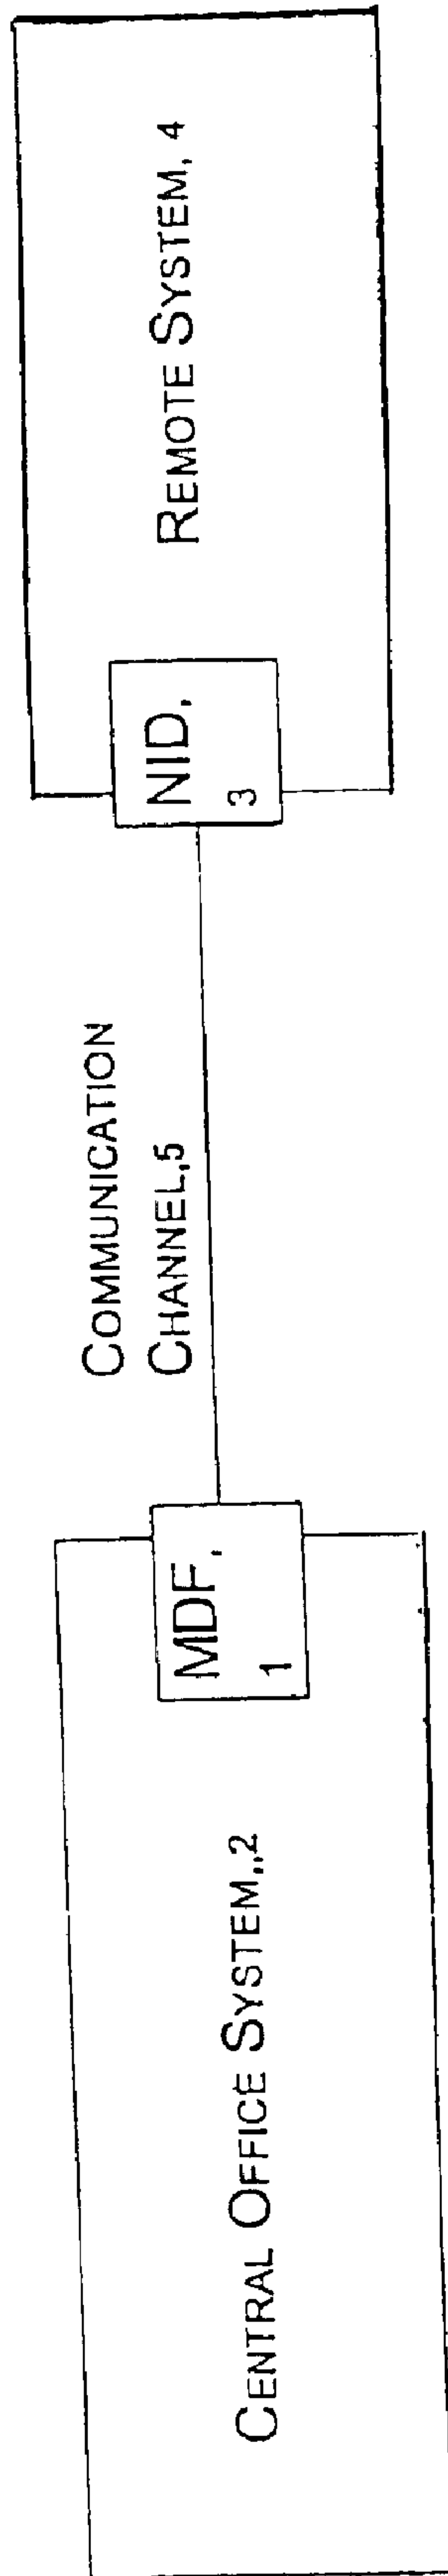 CENTRAL OFFICE SYSTEM,,2
MDF,
1
COMMUNICATION
CHANNEL,5
NID,
3
REMOTE SYSTEM, 4